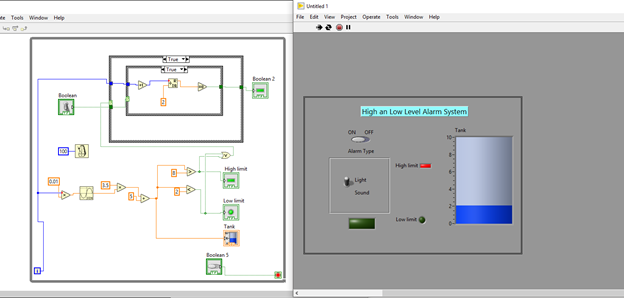 te Tools Window Help
True
True
2
Boolean
Boolean 2
100
0.01
3.5
5
8
2
High limit
Low limit
Tank
Boolean 5
i
Untitled 1
File Edit View Project Operate Tools Window Help
High an Low Level Alarm System
ON OFF
Alarm Type
Light
Sound
High limit
Low limit
Tank
10
8
6
4
2
0